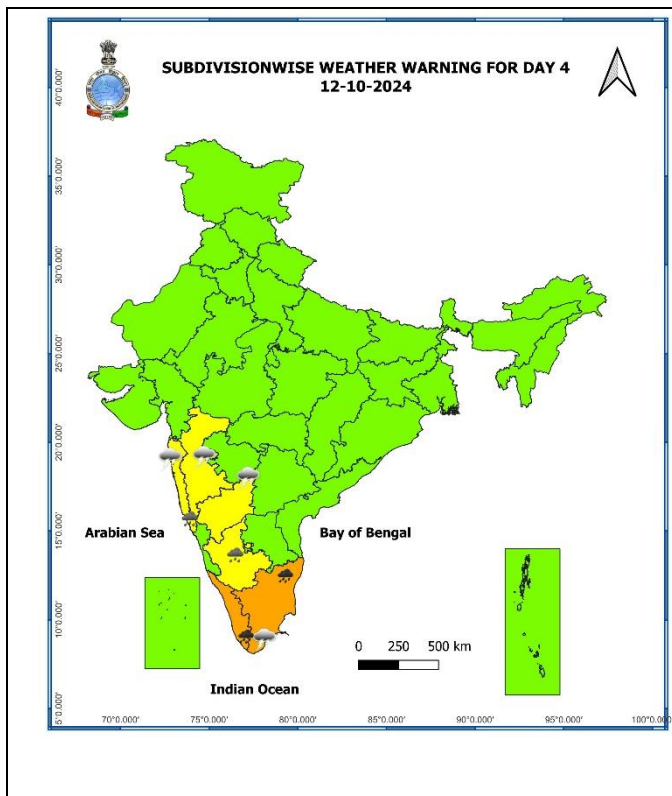 SUBDIVISIONWISE WEATHER WARNING FOR DAY 4
12-10-2024
40°0.000'
35°0.000'
30°0.000'
25°0.000'
20°0.000'
15°0.000'
10°0.000'
5°0.000'
Arabian Sea
Bay of Bengal
0 250 500 km
Indian Ocean
70°0.000' 75°0.000' 80°0.000' 85°0.000' 90°0.000' 95°0.000' 100°0.000'